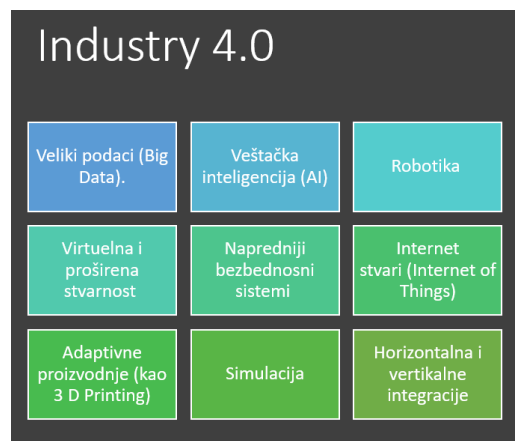 Industry 4.0
Veliki podaci (Big
Data).
Veštačka
inteligencija (AI)
Robotika
Virtuelna i
proširena
stvarnost
Napredniji
bezbednosni
sistemi
Internet
stvari (Internet of
Things)
Adaptivne
proizvodnje (kao
3 D Printing)
Simulacija
Horizontalna i
vertikalne
integracije